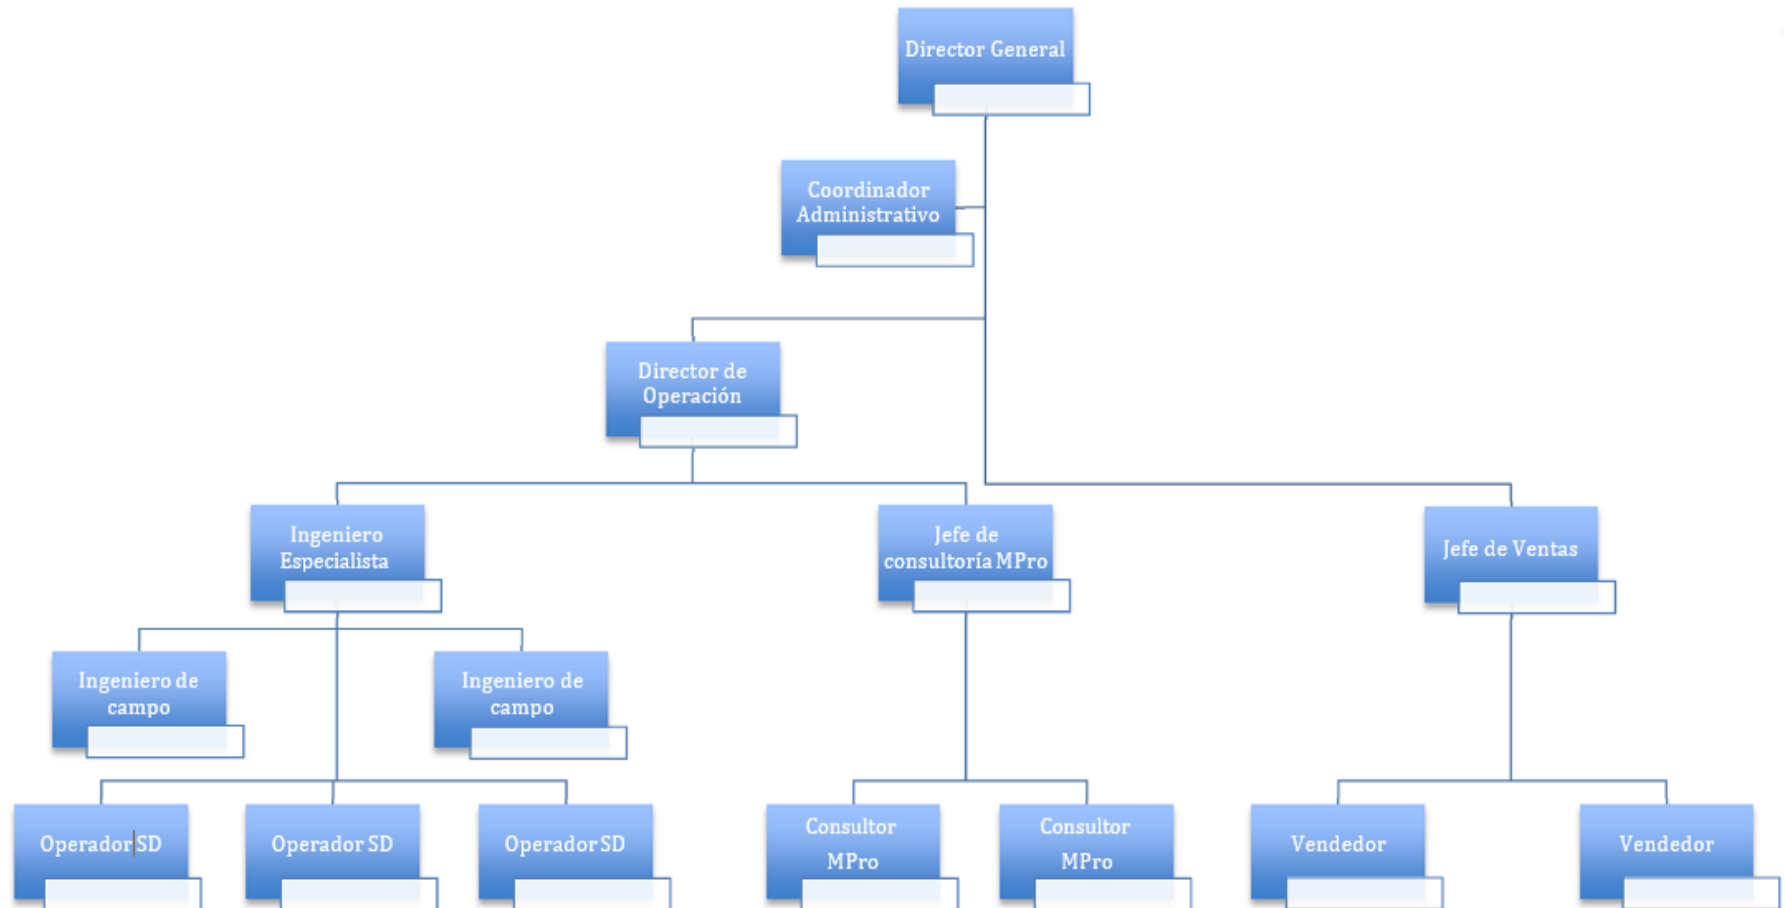 Director General
Coordinador
Administrativo
Director de
Operación
Ingeniero
Especialista
Jefe de
consultoría MPro
Jefe de Ventas
Ingeniero de
campo
Ingeniero de
campo
Operador SD
Operador SD
Operador SD
Consultor
MPro
Consultor
MPro
Vendedor
Vendedor